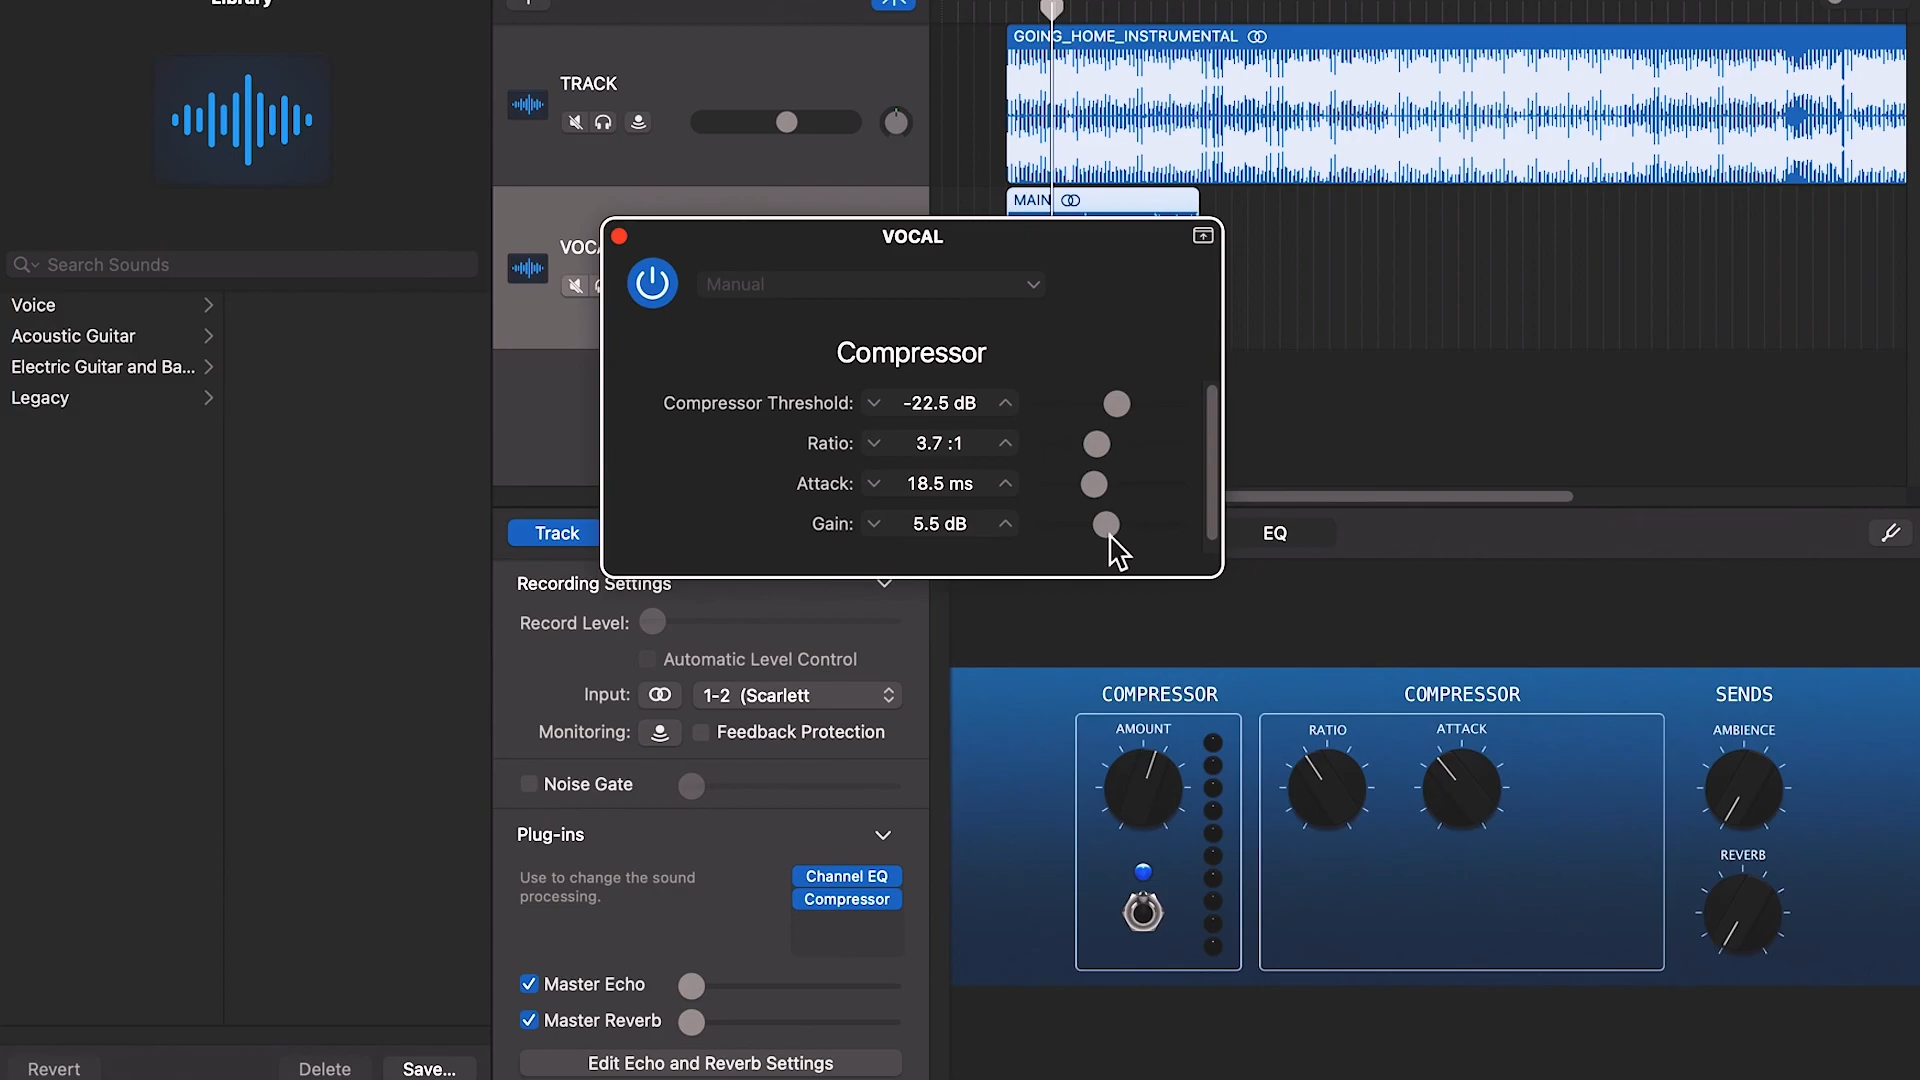 Library
Search Sounds
Voice
Acoustic Guitar
Electric Guitar and Ba...
Legacy
Revert
Delete
Save...
TRACK
GOING_HOME_INSTRUMENTAL
MAIN
VOCAL
Manual
Compressor
Compressor Threshold: -22.5 dB
Ratio: 3.7 :1
Attack: 18.5 ms
Gain: 5.5 dB
Track
EQ
Recording Settings
Record Level:
Automatic Level Control
Input: 1-2 (Scarlett
Monitoring: Feedback Protection
Noise Gate
Plug-ins
Use to change the sound
processing.
Channel EQ
Compressor
Master Echo
Master Reverb
Edit Echo and Reverb Settings
COMPRESSOR
AMOUNT
COMPRESSOR
RATIO
ATTACK
SENDS
AMBIENCE
REVERB